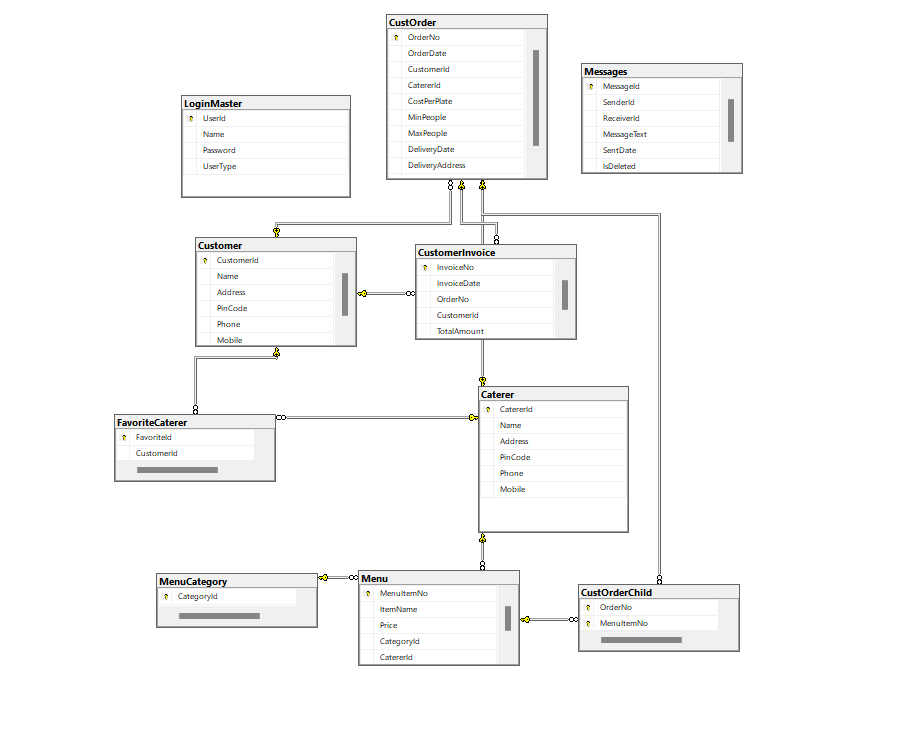 CustOrder
OrderNo
OrderDate
CustomerId
CatererId
CostPerPlate
MinPeople
MaxPeople
DeliveryDate
DeliveryAddress
Messages
MessageId
SenderId
ReceiverId
MessageText
SentDate
IsDeleted
LoginMaster
UserId
Name
Password
UserType
Customer
CustomerId
Name
Address
PinCode
Phone
Mobile
CustomerInvoice
InvoiceNo
InvoiceDate
OrderNo
CustomerId
TotalAmount
Caterer
CatererId
Name
Address
PinCode
Phone
Mobile
FavoriteCaterer
FavoriteId
CustomerId
MenuCategory
CategoryId
Menu
MenuItemNo
ItemName
Price
CategoryId
CatererId
CustOrderChild
OrderNo
MenuItemNo